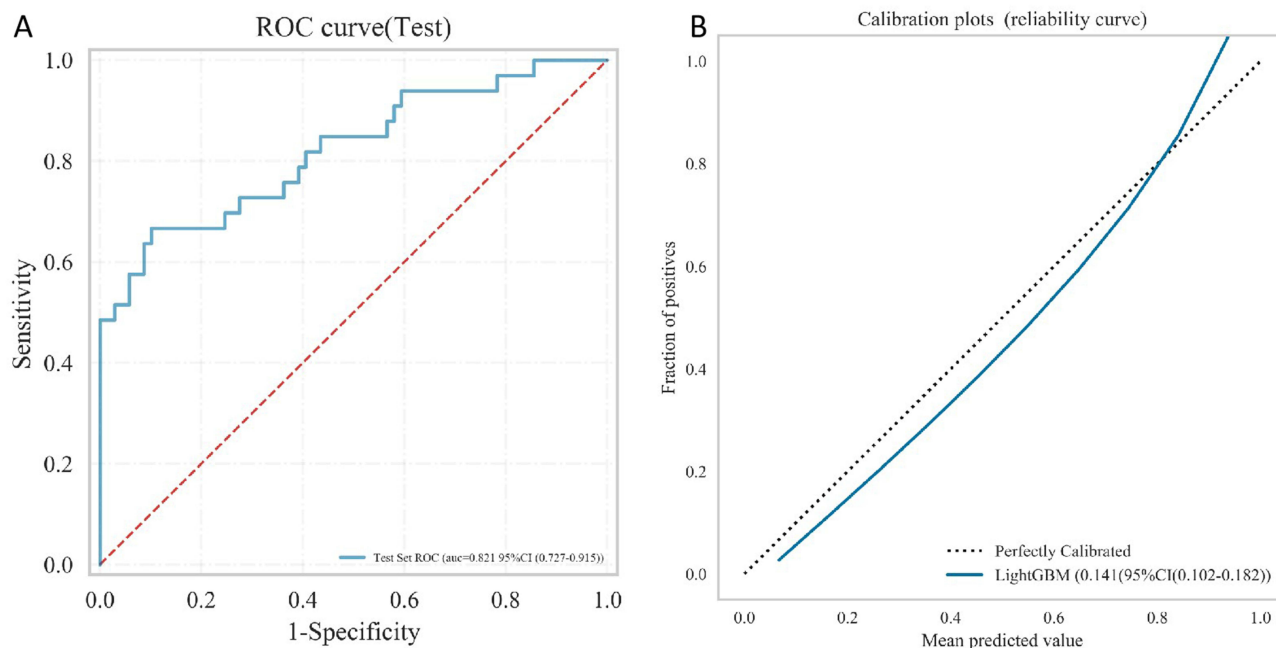 A
ROC curve(Test)
1.0
0.8
0.6
0.4
0.2
0.0
Sensitivity
Test Set ROC (auc=0.821 95%CI (0.727-0.915))
0.0 0.2 0.4 0.6 0.8 1.0
1-Specificity
B
Calibration plots (reliability curve)
1.0
0.8
0.6
0.4
0.2
0.0
Fraction of positives
Perfectly Calibrated
LightGBM (0.141(95%CI(0.102-0.182))
0.0 0.2 0.4 0.6 0.8 1.0
Mean predicted value